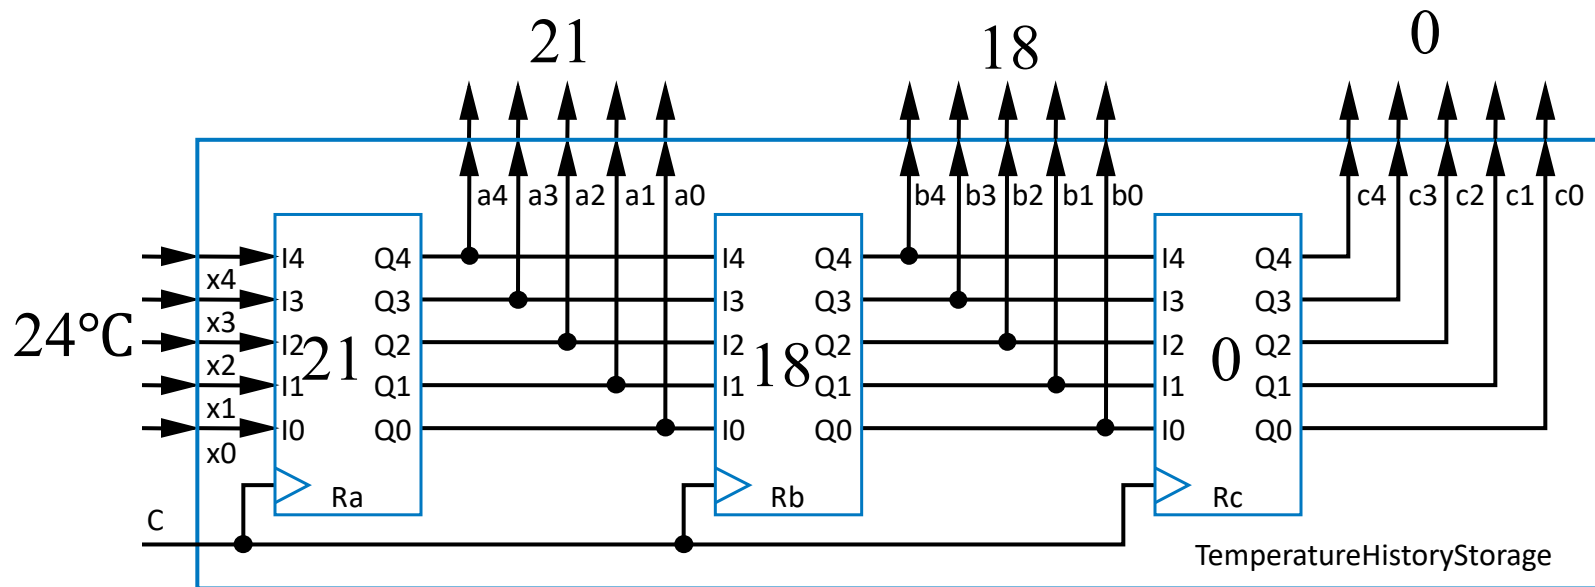 21 18 0
a4 a3 a2 a1 a0 b4 b3 b2 b1 b0 c4 c3 c2 c1 c0
I4 Q4 I4 Q4 I4 Q4
x4
I3 Q3 I3 Q3 I3 Q3
x3
24°C
I2 Q2 I2 Q2 I2 Q2
21 18 0
x2
I1 Q1 I1 Q1 I1 Q1
x1
I0 Q0 I0 Q0 I0 Q0
x0
Ra Rb Rc
C
TemperatureHistoryStorage